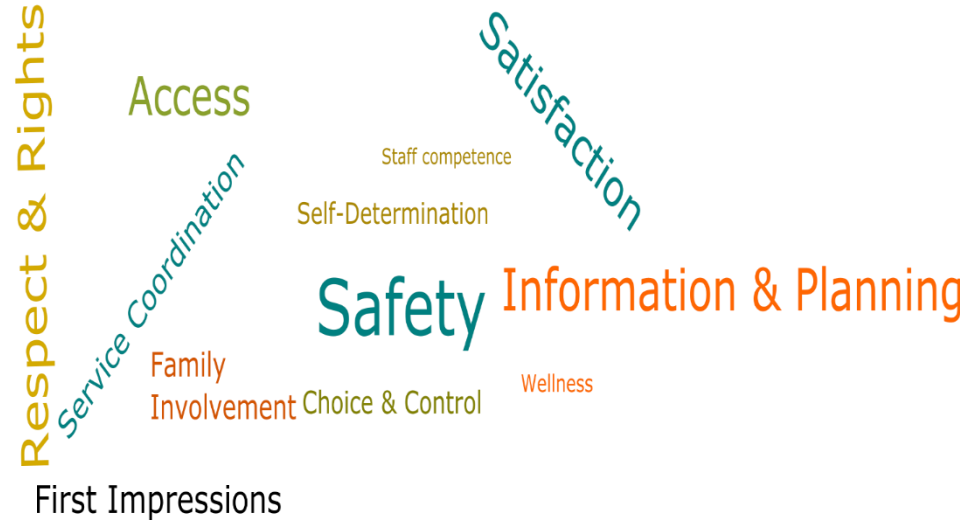 Respect & Rights
Access
Satisfaction
Staff competence
Self-Determination
Service Coordination
Safety
Information & Planning
Family
Involvement
Choice & Control
Wellness
First Impressions